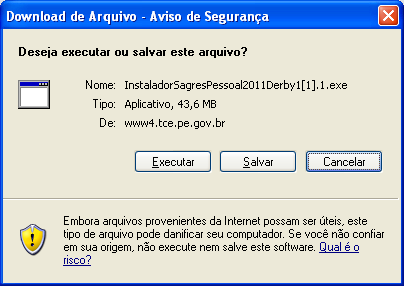 Download de Arquivo - Aviso de Segurança
Deseja executar ou salvar este arquivo?
Nome: InstaladorSagresPessoal2011Derby1[1].1.exe
Tipo: Aplicativo, 43,6 MB
De: www4.tce.pe.gov.br
Executar Salvar Cancelar
Embora arquivos provenientes da Internet possam ser úteis, este
tipo de arquivo pode danificar seu computador. Se você não confiar
em sua origem, não execute nem salve este software. Qual é o
risco?